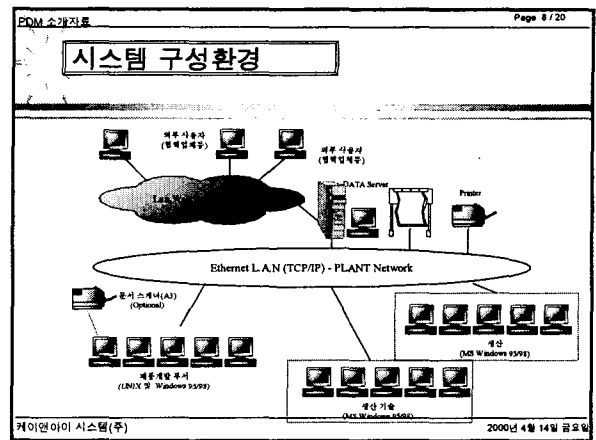 PDM 소개자료
Page 8 / 20
시스템 구성환경
외부 사용자
(협력업체등)
외부 사용자
(협력업체등)
DATA Server
Printer
Ethernet L.A.N (TCP/IP) - PLANT Network
문서 스캐너(A3)
(Optional)
제품개발 부서
(UNIX 및 Windows 95/98)
생산
(MS Windows 95/98)
생산 기술
(MS Windows 95/98)
케이앤아이 시스템(주)
2000년 4월 14일 금요일